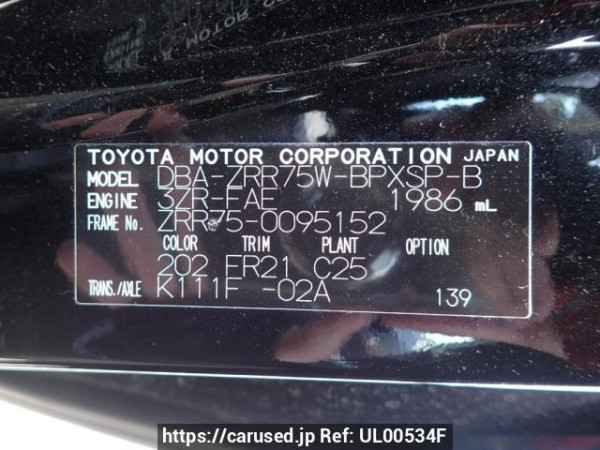 TOYOTA MOTOR CORPORATION JAPAN
MODEL DBA-ZRR75W-BPXSP-B
ENGINE 3ZR-FAE 1986 mL
FRAME No. ZRR75-0095152
COLOR TRIM PLANT OPTION
202 FR21 C25
TRANS./AXLE K111F -02A 139
https://carused.jp Ref: UL00534F